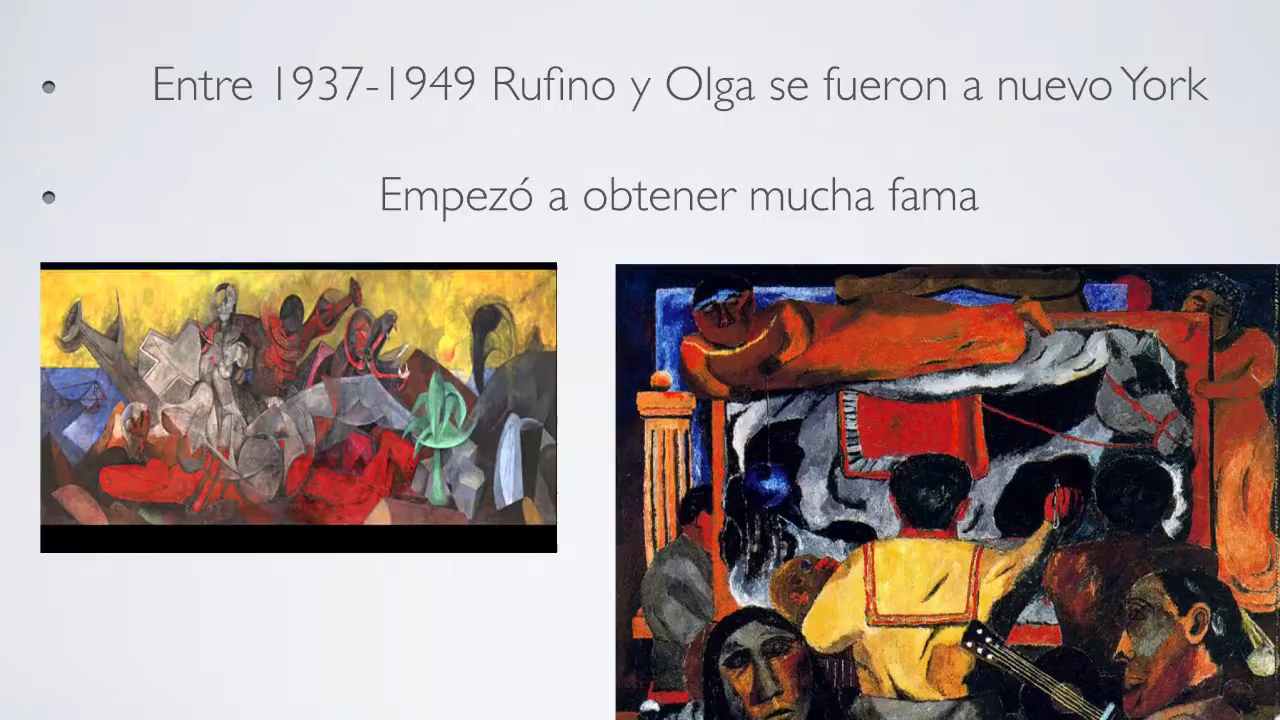 Entre 1937-1949 Rufino y Olga se fueron a nuevo York
Empezó a obtener mucha fama